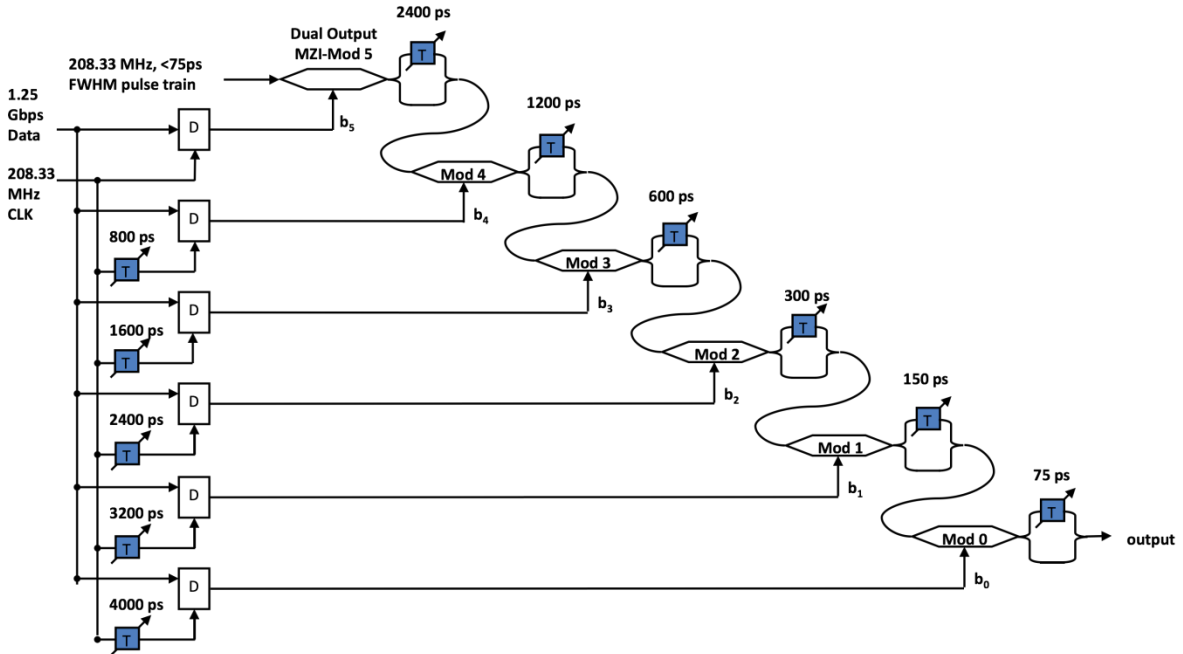 2400 ps
Dual Output
MZI-Mod 5
T
208.33 MHz, <75ps
FWHM pulse train
1.25
Gbps
Data
D
b5
1200 ps
T
Mod 4
208.33
MHz
CLK
D
b4
600 ps
T
800 ps
T
Mod 3
D
b3
300 ps
T
1600 ps
T
Mod 2
D
b2
150 ps
T
2400 ps
T
Mod 1
D
b1
75 ps
T
3200 ps
T
Mod 0
output
D
b0
4000 ps
T